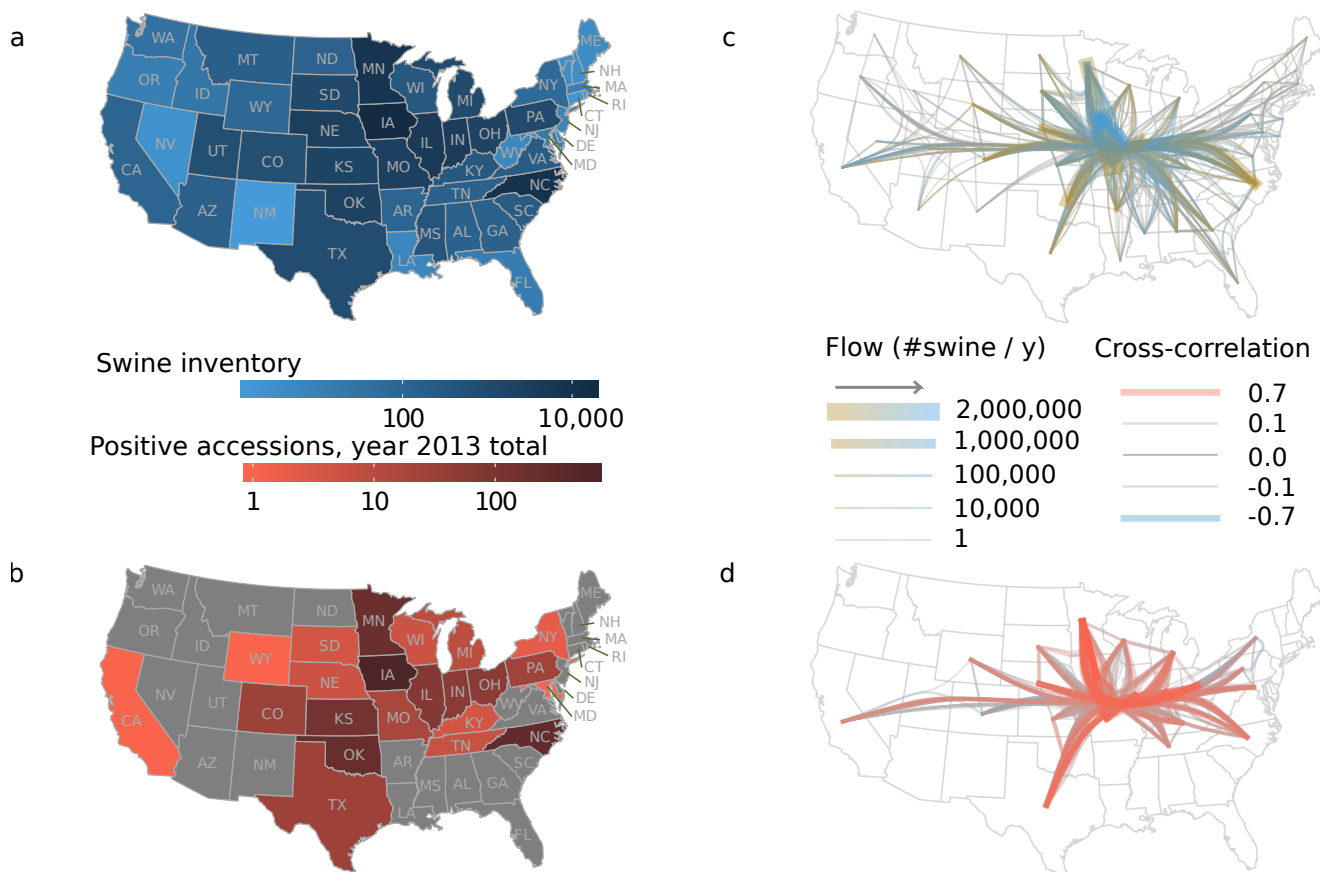 a
WA
MT
ND
MN
ME
OR
ID
WY
SD
WI
MI
NY
VT
NH
MA
RI
CT
NJ
DE
MD
NV
UT
CO
NE
IA
IL
IN
OH
PA
CA
KS
MO
KY
WV
VA
AZ
NM
OK
AR
TN
NC
SC
TX
LA
MS
AL
GA
FL
Swine inventory
100
10,000
Positive accessions, year 2013 total
1
10
100
b
WA
MT
ND
MN
ME
OR
ID
WY
SD
WI
MI
NY
VT
NH
MA
RI
CT
NJ
DE
MD
NV
UT
CO
NE
IA
IL
IN
OH
PA
CA
KS
MO
KY
WV
VA
AZ
NM
OK
AR
TN
NC
SC
TX
LA
MS
AL
GA
FL
c
Flow (#swine / y)
2,000,000
1,000,000
100,000
10,000
1
Cross-correlation
0.7
0.1
0.0
-0.1
-0.7
d